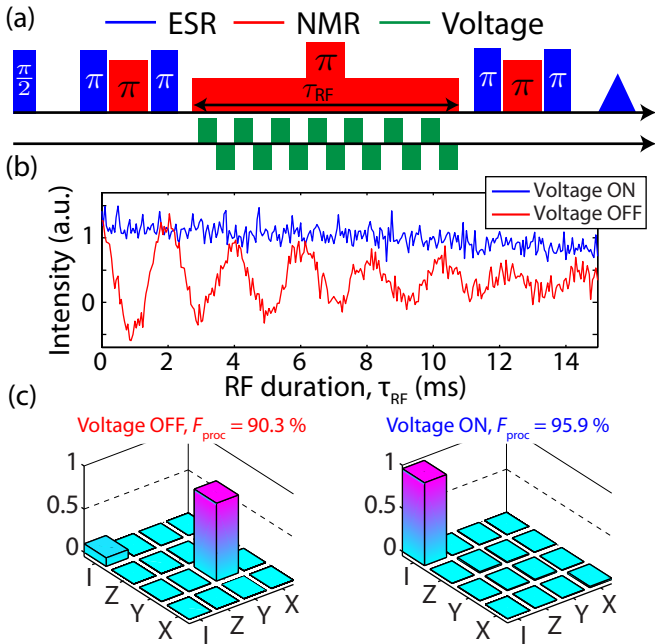 (a) ESR NMR Voltage
π/2 π π π π π π π
τRF
(b)
Voltage ON
Voltage OFF
Intensity (a.u.)
1
0
0 2 4 6 8 10 12 14
RF duration, τRF (ms)
(c)
Voltage OFF, Fproc = 90.3 %
Voltage ON, Fproc = 95.9 %
1
0.5
0
I Z Y X
I Z Y X
1
0.5
0
I Z Y X
I Z Y X